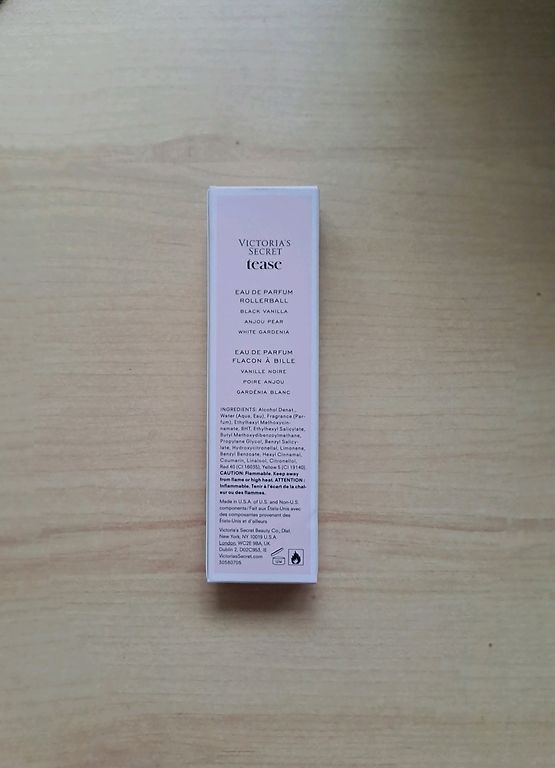 VICTORIA'S
SECRET
tease
EAU DE PARFUM
ROLLERBALL
BLACK VANILLA
ANJOU PEAR
WHITE GARDENIA
EAU DE PARFUM
FLACON À BILLE
VANILLE NOIRE
POIRE ANJOU
GARDÉNIA BLANC
INGREDIENTS: Alcohol Denat.,
Water (Aqua, Eau), Fragrance (Par-
fum), Ethylhexyl Methoxycin-
namate, BHT, Ethylhexyl Salicylate,
Butyl Methoxydibenzoylmethane,
Propylene Glycol, Benzyl Salicy-
late, Hydroxycitronellal, Limonene,
Benzyl Benzoate, Hexyl Cinnamal,
Coumarin, Linalool, Citronellol,
Red 40 (CI 16035), Yellow 5 (CI 19140).
CAUTION: Flammable. Keep away
from flame or high heat. ATTENTION :
Inflammable. Tenir à l'écart de la chal-
eur ou des flammes.
Made in U.S.A. of U.S. and Non-U.S.
components/Fait aux États-Unis avec
des composantes provenant des
États-Unis et d'ailleurs
Victoria's Secret Beauty Co., Dist.
New York, NY 10019 U.S.A.
London, WC2E 9BA, UK
Dublin 2, IE
VictoriasSecret.com
30580705